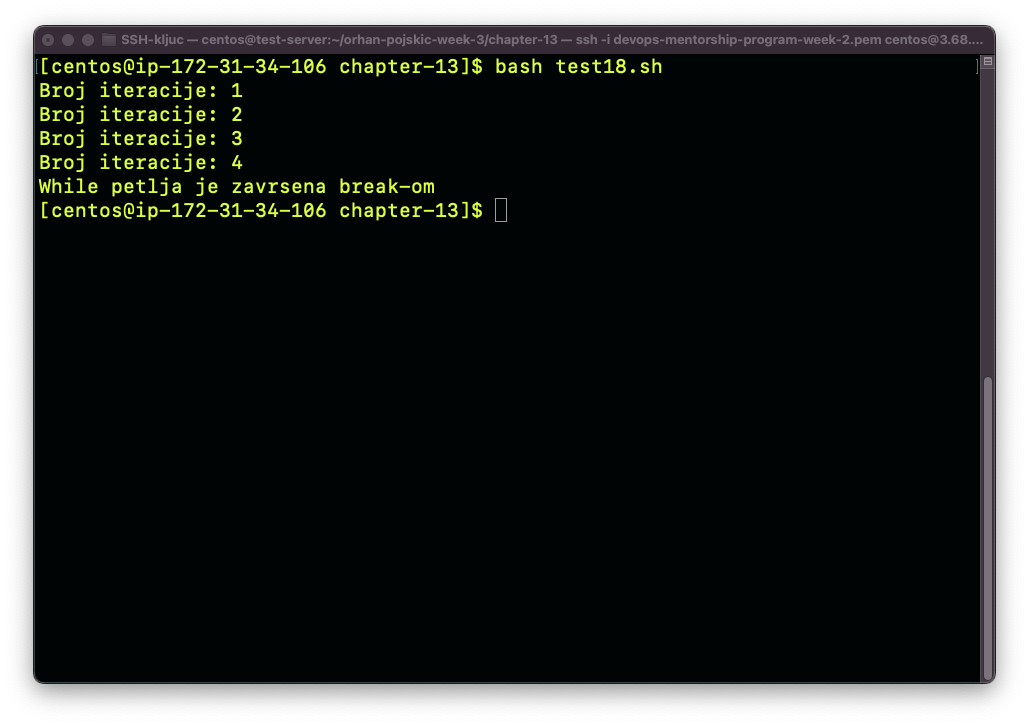 SSH-kljuc — centos@test-server:~/orhan-pojskic-week-3/chapter-13 — ssh -i devops-mentorship-program-week-2.pem centos@3.68....
[centos@ip-172-31-34-106 chapter-13]$ bash test18.sh
Broj iteracije: 1
Broj iteracije: 2
Broj iteracije: 3
Broj iteracije: 4
While petlja je zavrsena break-om
[centos@ip-172-31-34-106 chapter-13]$